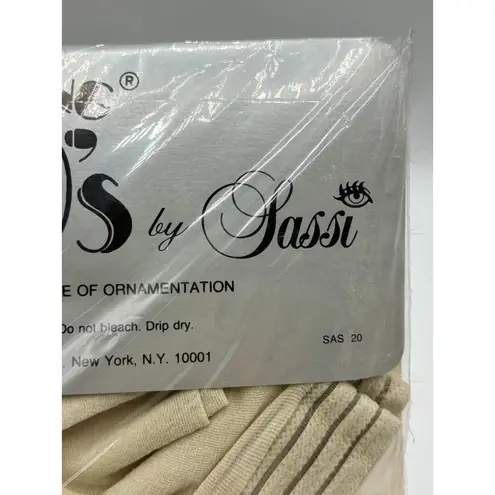 's by Sassi
E OF ORNAMENTATION
Do not bleach. Drip dry.
. New York, N.Y. 10001
SAS 20